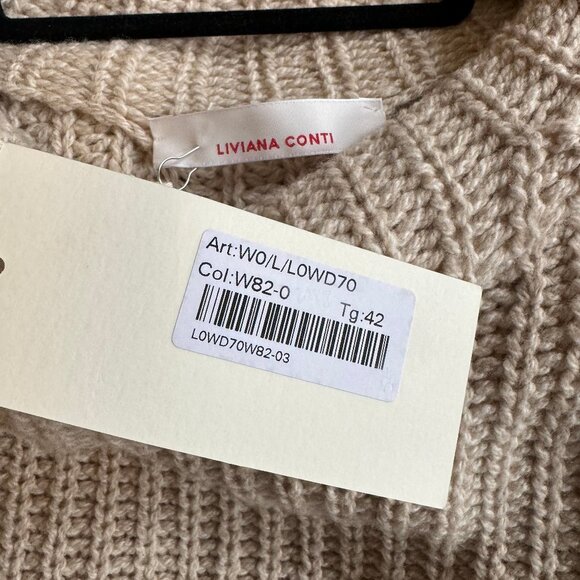 LIVIANA CONTI
Art:W0/L/L0WD70
Col:W82-0 Tg:42
L0WD70W82-03